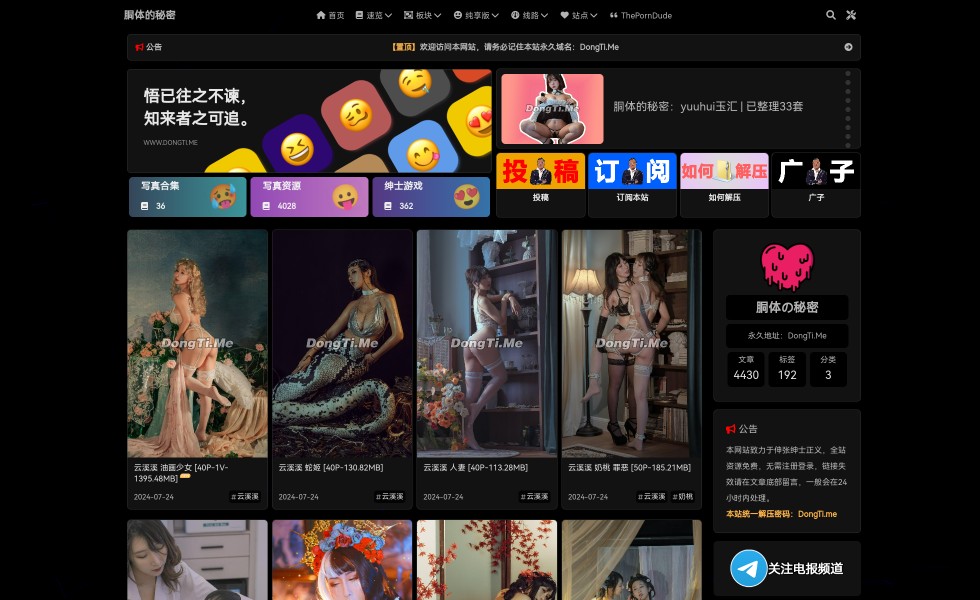 胴体的秘密
首页 速览 板块 纯享版 线路 站点 ThePornDude
公告
【置顶】欢迎访问本网站，请务必记住本站永久域名：DongTi.Me
悟已往之不谏，
知来者之可追。
WWW.DONGTI.ME
DongTi.Me
胴体的秘密：yuuhui玉汇 | 已整理33套
写真合集
36
写真资源
4028
绅士游戏
362
投稿
订阅
如何解压
广子
投稿
订阅本站
如何解压
广子
DongTi.Me
DongTi.Me
DongTi.Me
DongTi.Me
云溪溪 油画少女 [40P-1V-
1395.48MB]
2024-07-24
#云溪溪
云溪溪 蛇姬 [40P-130.82MB]
2024-07-24
#云溪溪
云溪溪 人妻 [40P-113.28MB]
2024-07-24
#云溪溪
云溪溪 奶桃 罪恶 [50P-185.21MB]
2024-07-24
#云溪溪 #奶桃
胴体の秘密
永久地址：DongTi.Me
文章 标签 分类
4430 192 3
公告
本网站致力于伸张绅士正义，全站
资源免费，无需注册登录，链接失
效请在文章底部留言，一般会在24
小时内处理。
本站统一解压密码：DongTi.me
关注电报频道